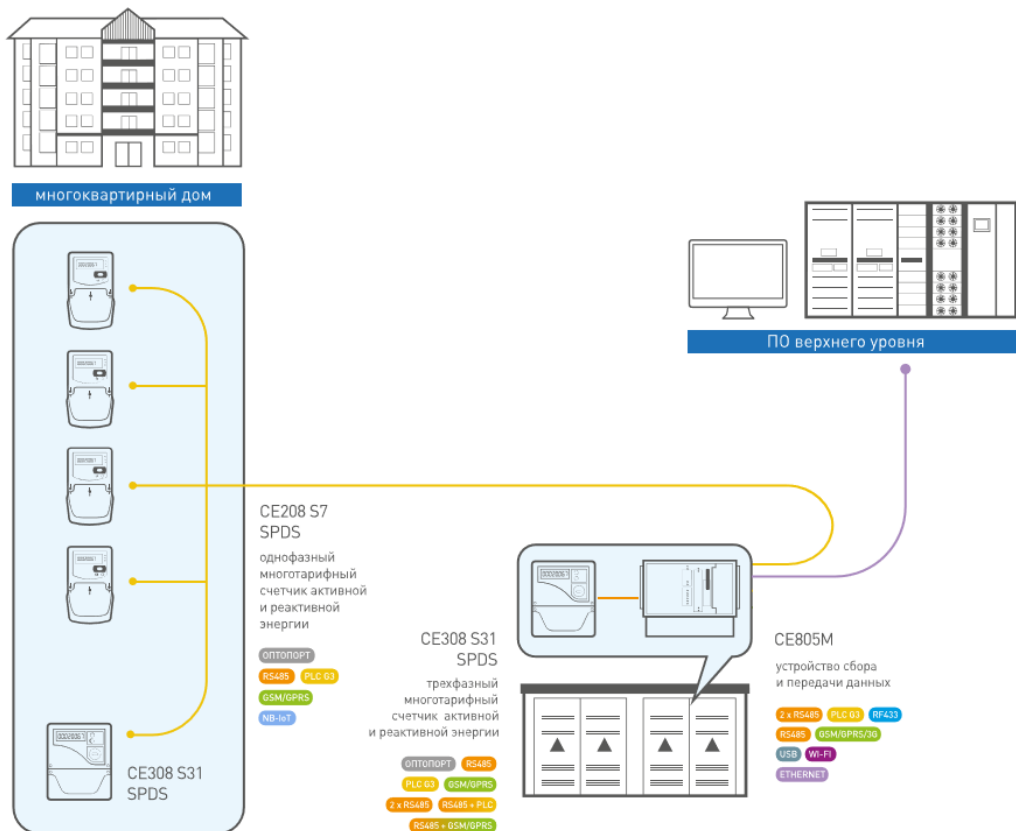 многоквартирный дом
ПО верхнего уровня
CE208 S7
SPDS
однофазный
многотарифный
счетчик активной
и реактивной
энергии
ОПТОПОРТ
RS485 PLC G3
GSM/GPRS
NB-IoT
CE308 S31
SPDS
CE308 S31
SPDS
трехфазный
многотарифный
счетчик активной
и реактивной энергии
ОПТОПОРТ RS485
PLC G3 GSM/GPRS
2 x RS485 RS485 + PLC
RS485 + GSM/GPRS
CE805M
устройство сбора
и передачи данных
2 x RS485 PLC G3 RF433
RS485 GSM/GPRS/3G
USB WI-FI
ETHERNET